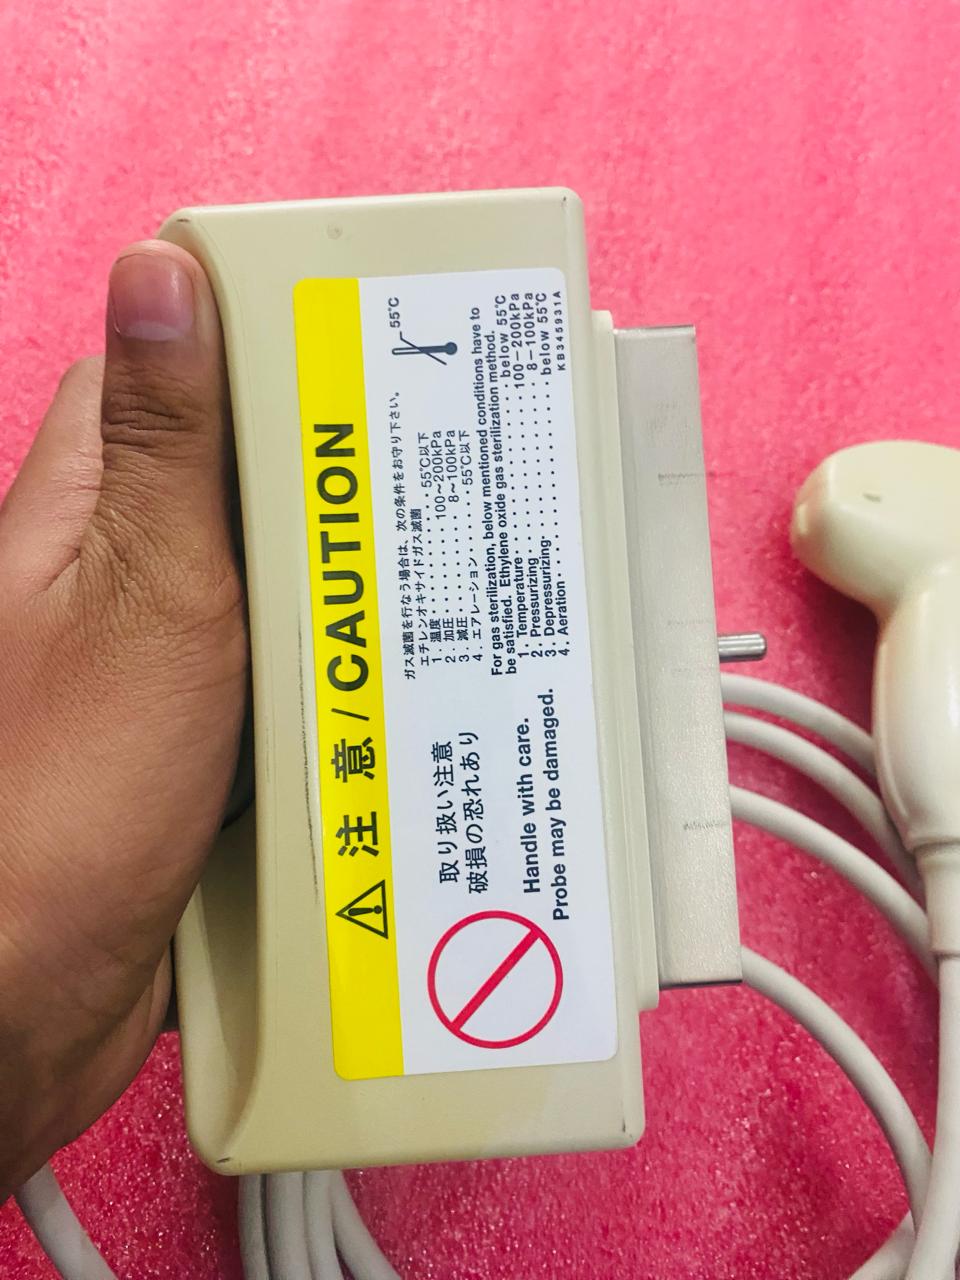 注 意 / CAUTION
取り扱い注意
破損の恐れあり
Handle with care.
Probe may be damaged.
ガス滅菌を行なう場合は、次の条件をお守り下さい。
エチレンオキサイドガス滅菌
1. 温度・・・・・・・・・・55℃以下
2. 加圧・・・・・・・・100~200kPa
3. 減圧・・・・・・・・8~100kPa
4. エアレーション・・・・・55℃以下
55℃
For gas sterilization, below mentioned conditions have to
be satisfied. Ethylene oxide gas sterilization method.
1. Temperature・・・・・・・・・・・・・below 55℃
2. Pressurizing・・・・・・・・・・・・100-200kPa
3. Depressurizing・・・・・・・・・・・・8-100kPa
4. Aeration・・・・・・・・・・・・・・below 55℃
KB345931A